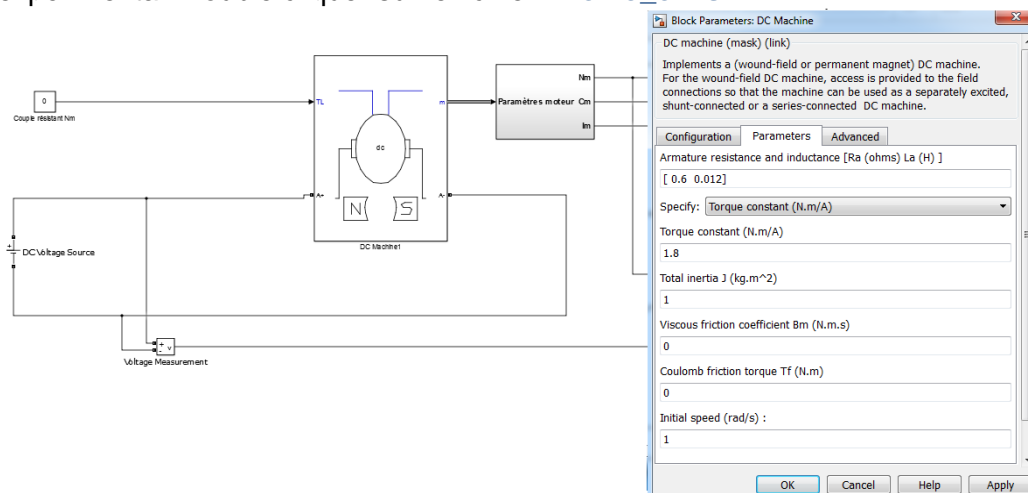 Block Parameters: DC Machine
DC machine (mask) (link)
Implements a (wound-field or permanent magnet) DC machine.
For the wound-field DC machine, access is provided to the field
connections so that the machine can be used as a separately excited,
shunt-connected or a series-connected DC machine.
Configuration
Parameters
Advanced
Armature resistance and inductance [Ra (ohms) La (H) ]
[ 0.6 0.012]
Specify:
Torque constant (N.m/A)
Torque constant (N.m/A)
1.8
Total inertia J (kg.m^2)
1
Viscous friction coefficient Bm (N.m.s)
0
Coulomb friction torque Tf (N.m)
0
Initial speed (rad/s) :
1
OK
Cancel
Help
Apply
0
Couple résistant Nm
TL
m
dc
A+
A-
N
S
DC Machine1
Paramètres moteur
Nm
Cm
Im
+
DC Voltage Source
+
-
v
Voltage Measurement